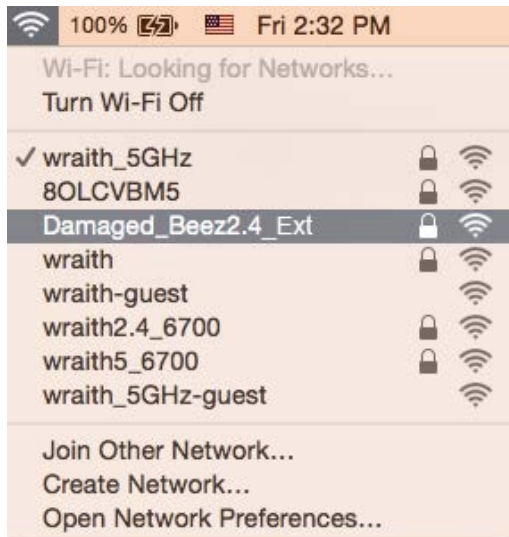 100% Fri 2:32 PM
Wi-Fi: Looking for Networks...
Turn Wi-Fi Off
wraith_5GHz
8OLCVBM5
Damaged_Beez2.4_Ext
wraith
wraith-guest
wraith2.4_6700
wraith5_6700
wraith_5GHz-guest
Join Other Network...
Create Network...
Open Network Preferences...